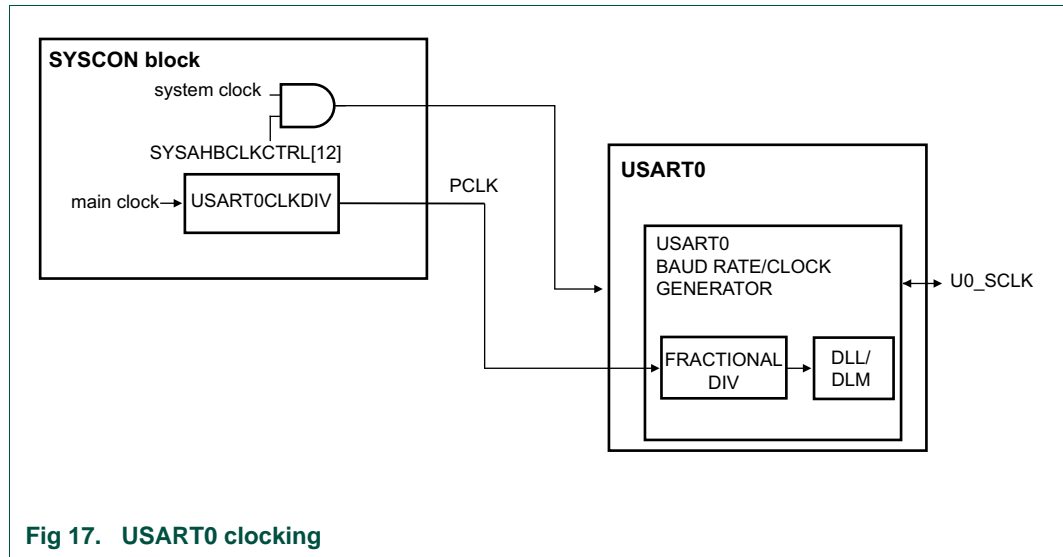 SYSCON block
system clock
SYSAHBCLKCTRL[12]
main clock
USART0CLKDIV
PCLK
USART0
USART0
BAUD RATE/CLOCK
GENERATOR
U0_SCLK
FRACTIONAL
DIV
DLL/
DLM
Fig 17. USART0 clocking